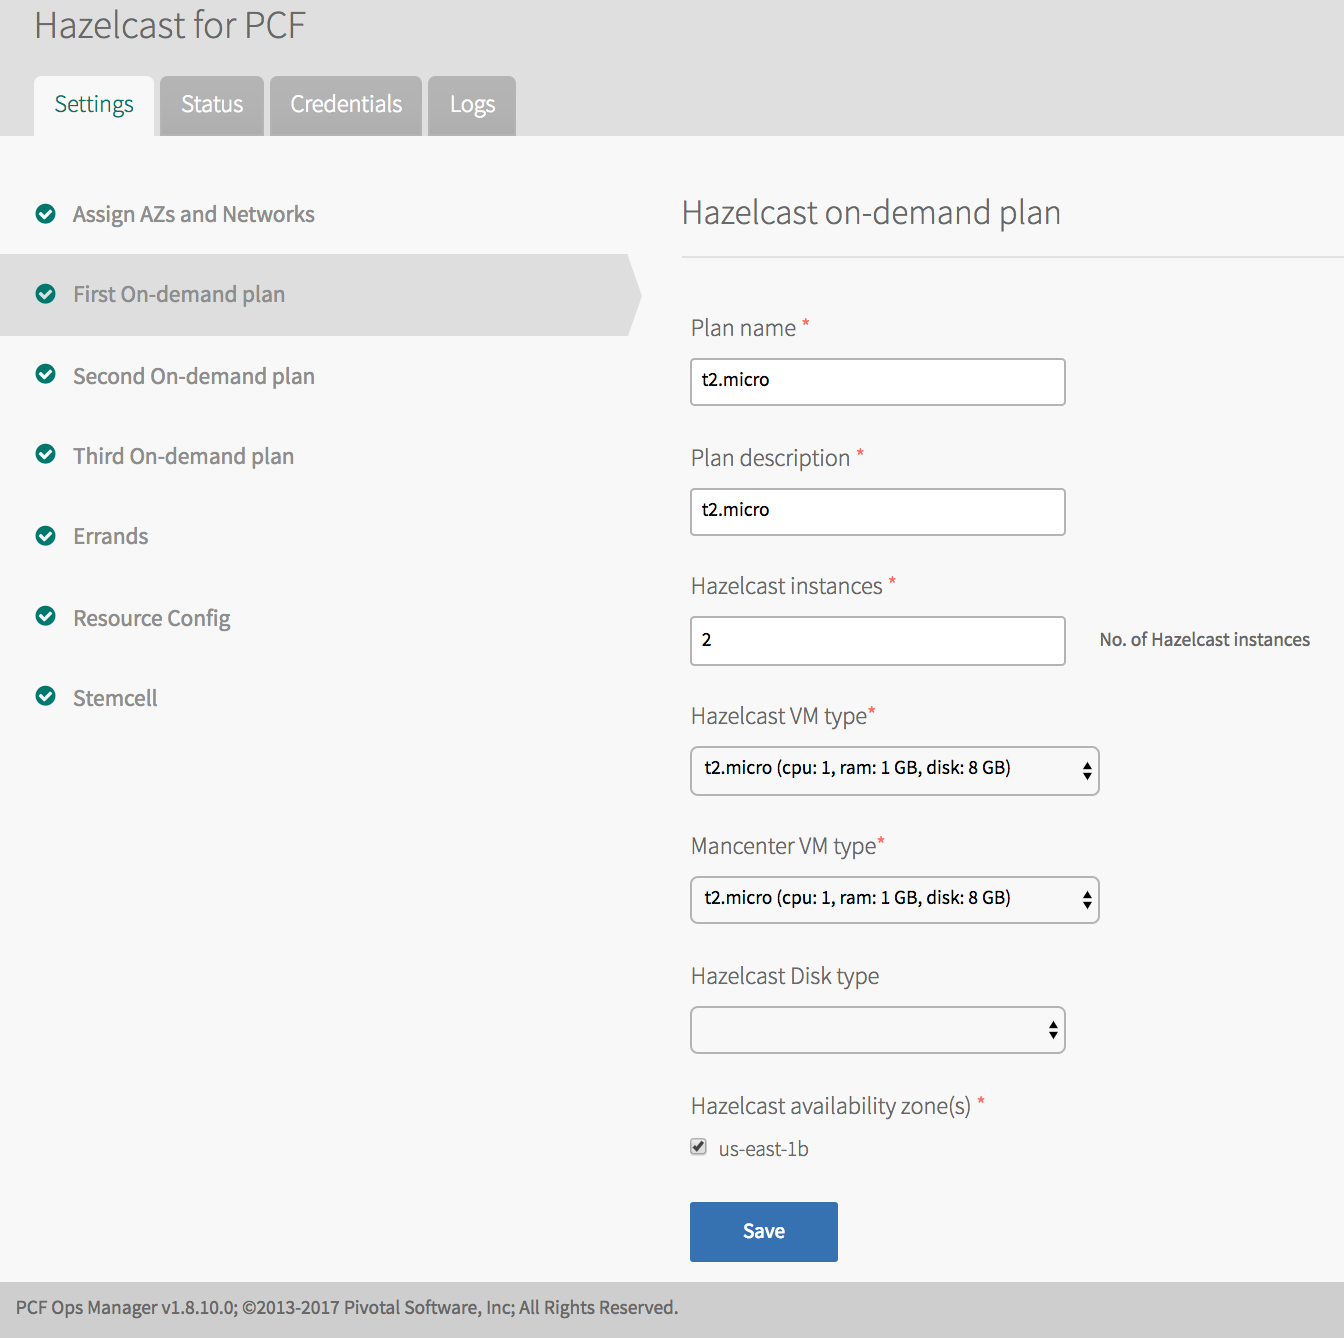 Hazelcast for PCF
Settings
Status
Credentials
Logs
Assign AZs and Networks
First On-demand plan
Second On-demand plan
Third On-demand plan
Errands
Resource Config
Stemcell
Hazelcast on-demand plan
Plan name *
t2.micro
Plan description *
t2.micro
Hazelcast instances *
2
No. of Hazelcast instances
Hazelcast VM type*
t2.micro (cpu: 1, ram: 1 GB, disk: 8 GB)
Mancenter VM type*
t2.micro (cpu: 1, ram: 1 GB, disk: 8 GB)
Hazelcast Disk type
Hazelcast availability zone(s) *
us-east-1b
Save
PCF Ops Manager v1.8.10.0; ©2013-2017 Pivotal Software, Inc; All Rights Reserved.